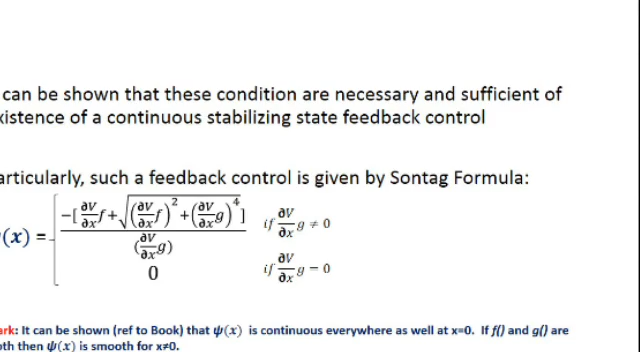 can be shown that these condition are necessary and sufficient of
xistence of a continuous stabilizing state feedback control
articularly, such a feedback control is given by Sontag Formula:
(x) = { -[∂V/∂x f + √((∂V/∂x f)^2 + (∂V/∂x g)^4)] / (∂V/∂x g) if ∂V/∂x g ≠ 0
0 if ∂V/∂x g = 0
ark: It can be shown (ref to Book) that ψ(x) is continuous everywhere as well at x=0. If f() and g() are
oth then ψ(x) is smooth for x≠0.